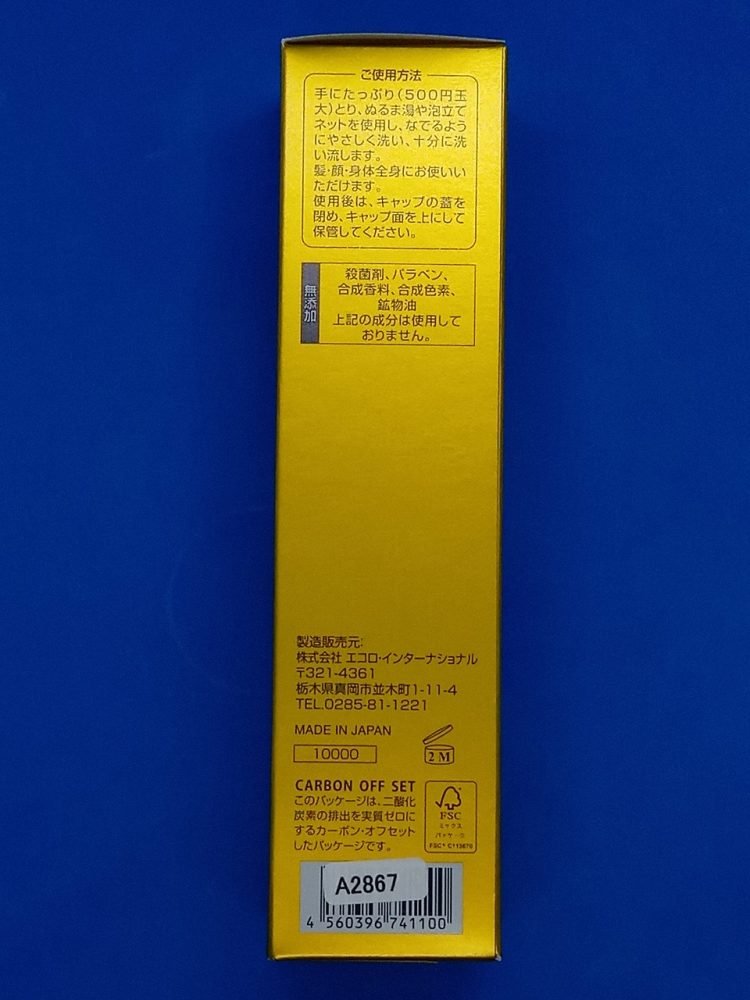 ご使用方法
手にたっぷり(500円玉
大)とり、ぬるま湯や泡立て
ネットを使用し、なでるよう
にやさしく洗い、十分に洗
い流します。
髪・顔・身体全身にお使いい
ただけます。
使用後は、キャップの蓋を
閉め、キャップ面を上にして
保管してください。
無添加
殺菌剤、パラベン、
合成香料、合成色素、
鉱物油
上記の成分は使用して
おりません。
製造販売元:
株式会社 エコロ・インターナショナル
〒321-4361
栃木県真岡市並木町1-11-4
TEL.0285-81-1221
MADE IN JAPAN
10000
2 M
CARBON OFF SET
このパッケージは、二酸化
炭素の排出を実質ゼロに
するカーボン・オフセット
したパッケージです。
FSC
ミックス
パッケージ
FSC® C113670
A2867
4 560396 741100